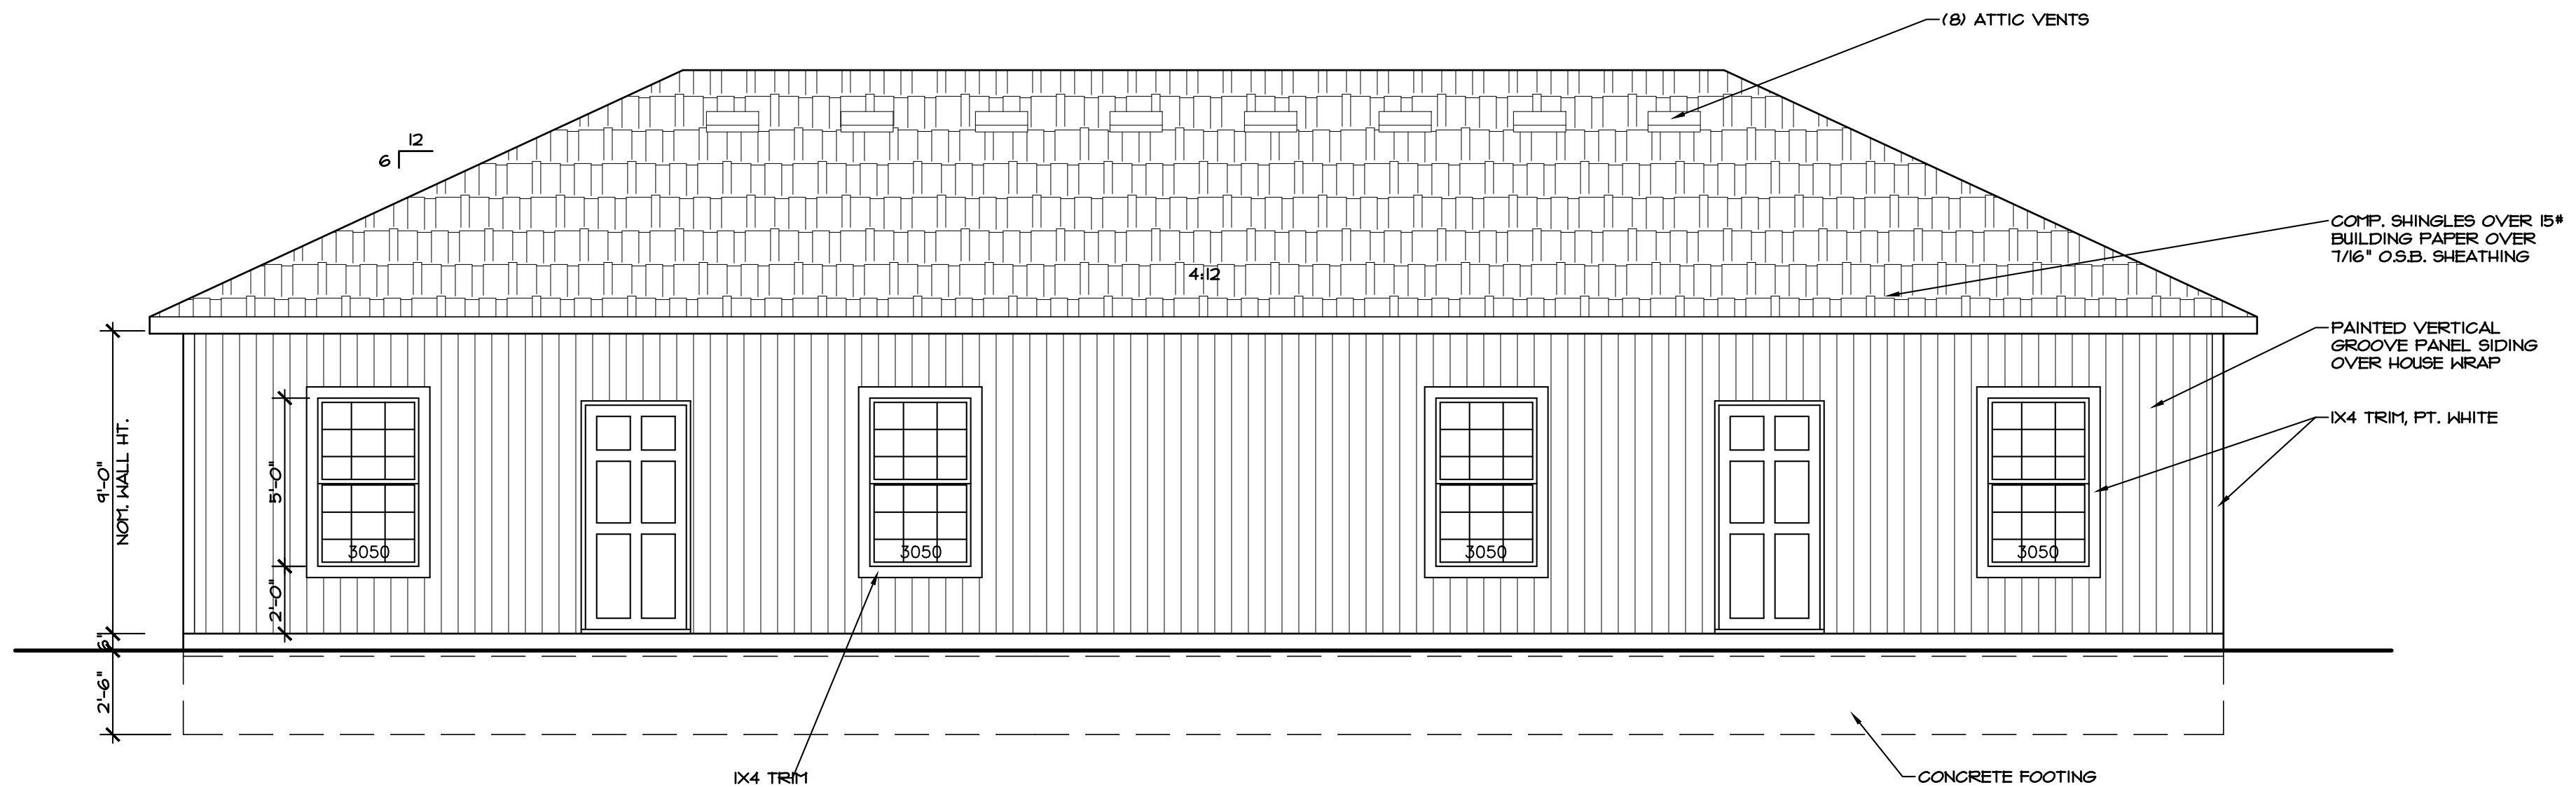 (8) ATTIC VENTS
12
6
COMP. SHINGLES OVER 15#
BUILDING PAPER OVER
7/16" O.S.B. SHEATHING
4:12
PAINTED VERTICAL
GROOVE PANEL SIDING
OVER HOUSE WRAP
1X4 TRIM, PT. WHITE
9'-0"
NOM. WALL HT.
5'-0"
3050
3050
3050
3050
2'-0"
6"
2'-6"
1X4 TRIM
CONCRETE FOOTING